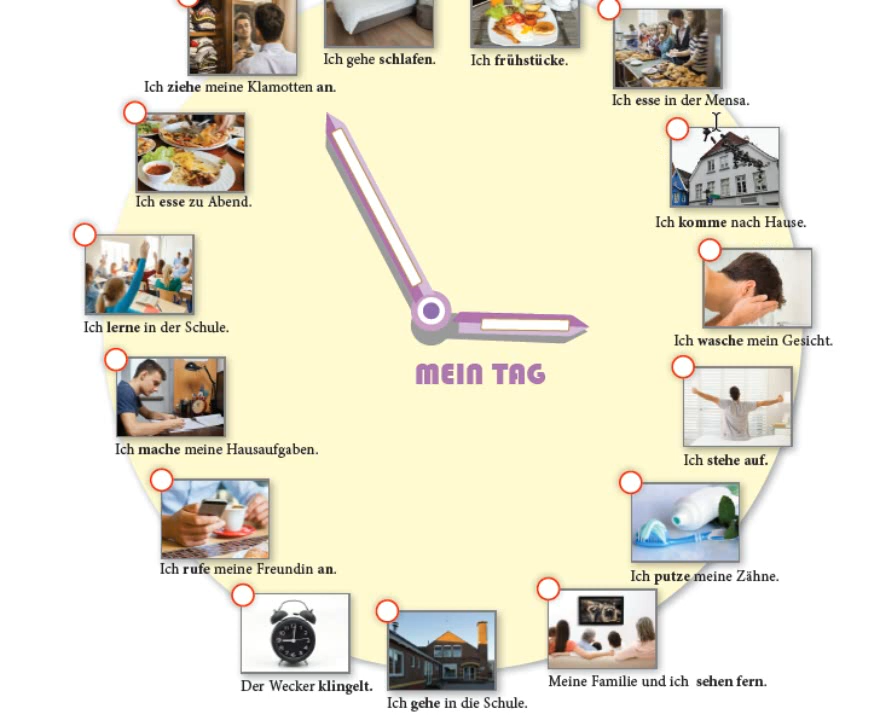 Ich gehe schlafen.
Ich frühstücke.
Ich ziehe meine Klamotten an.
Ich esse in der Mensa.
Ich esse zu Abend.
Ich komme nach Hause.
Ich lerne in der Schule.
Ich wasche mein Gesicht.
MEIN TAG
Ich mache meine Hausaufgaben.
Ich stehe auf.
Ich rufe meine Freundin an.
Ich putze meine Zähne.
Der Wecker klingelt.
Meine Familie und ich sehen fern.
Ich gehe in die Schule.